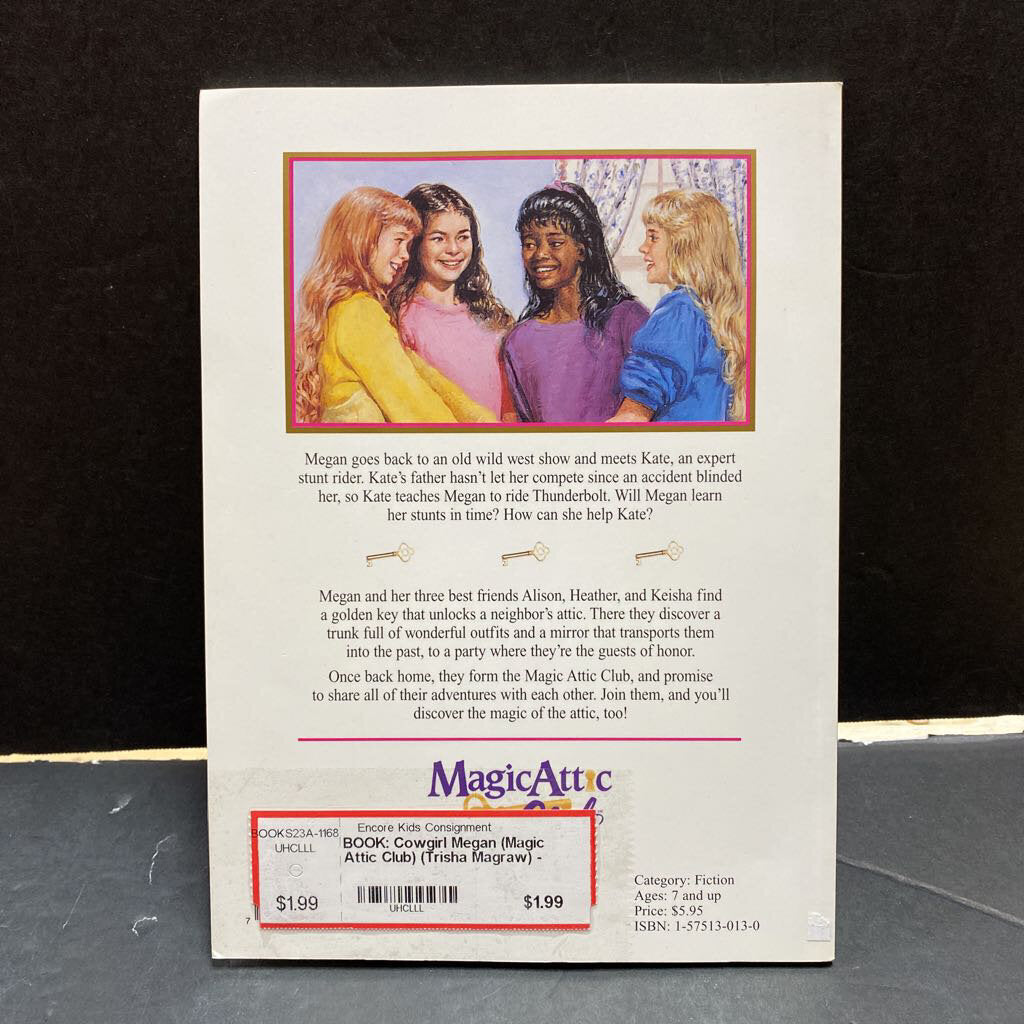 Megan goes back to an old wild west show and meets Kate, an expert
stunt rider. Kate's father hasn't let her compete since an accident blinded
her, so Kate teaches Megan to ride Thunderbolt. Will Megan learn
her stunts in time? How can she help Kate?
Megan and her three best friends Alison, Heather, and Keisha find
a golden key that unlocks a neighbor's attic. There they discover a
trunk full of wonderful outfits and a mirror that transports them
into the past, to a party where they're the guests of honor.
Once back home, they form the Magic Attic Club, and promise
to share all of their adventures with each other. Join them, and you'll
discover the magic of the attic, too!
MagicAttic
BOOKS23A-1168
UHCLLL
$1.99
Encore Kids Consignment
BOOK: Cowgirl Megan (Magic
Attic Club) (Trisha Magraw) -
UHCLLL
$1.99
7
Category: Fiction
Ages: 7 and up
Price: $5.95
ISBN: 1-57513-013-0